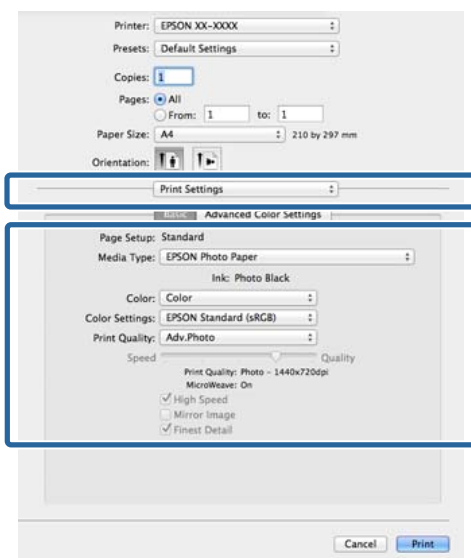 Printer: EPSON XX-XXXX
Presets: Default Settings
Copies: 1
Pages: All
From: 1 to: 1
Paper Size: A4 210 by 297 mm
Orientation:
Print Settings
Basic Advanced Color Settings
Page Setup: Standard
Media Type: EPSON Photo Paper
Ink: Photo Black
Color: Color
Color Settings: EPSON Standard (sRGB)
Print Quality: Adv.Photo
Speed Quality
Print Quality: Photo - 1440x720dpi
MicroWeave: On
High Speed
Mirror Image
Finest Detail
Cancel Print